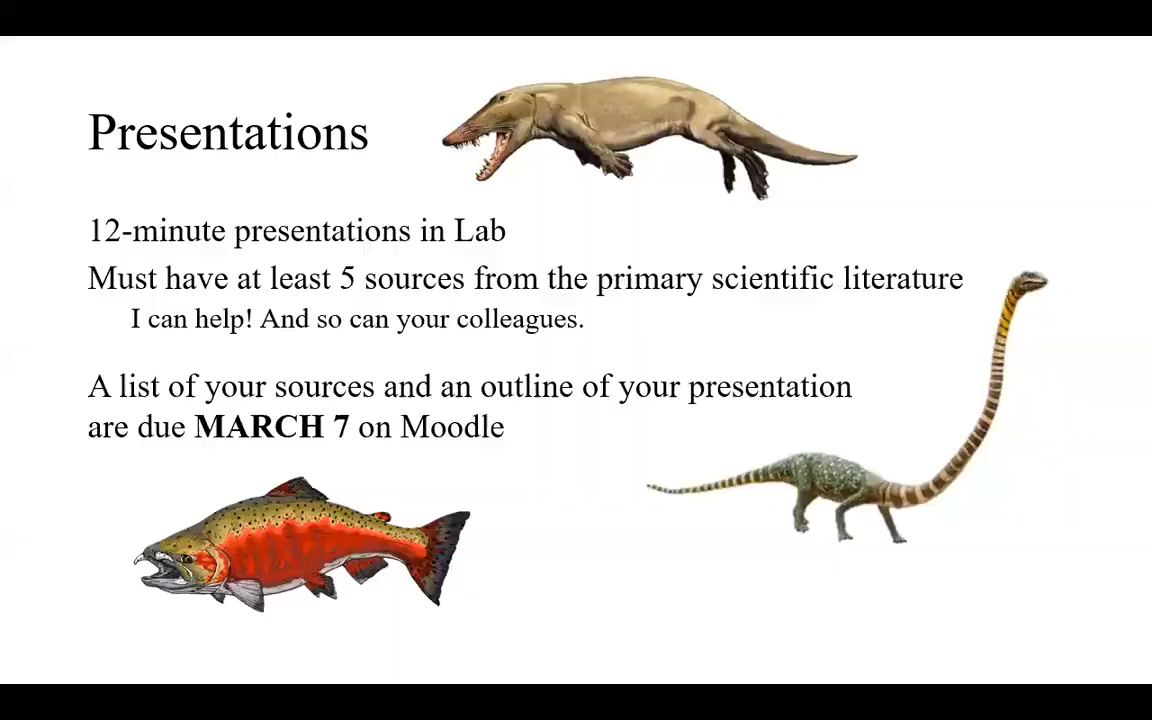 Presentations
12-minute presentations in Lab
Must have at least 5 sources from the primary scientific literature
I can help! And so can your colleagues.
A list of your sources and an outline of your presentation
are due MARCH 7 on Moodle